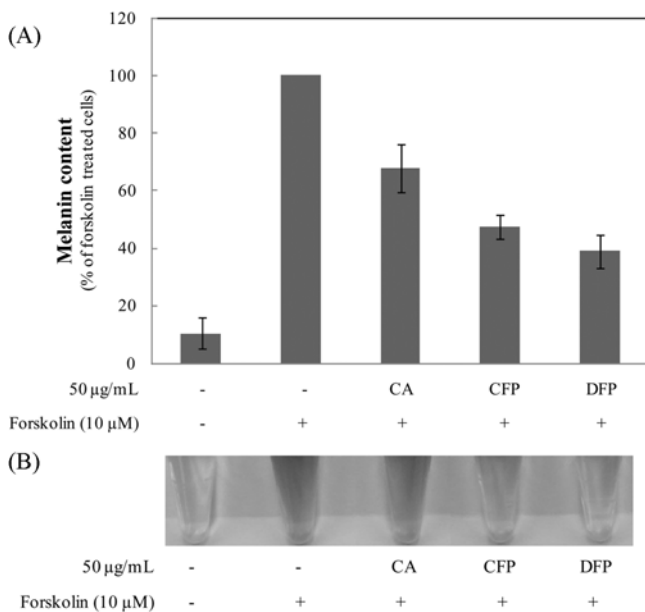 (A)
Melanin content
(% of forskolin treated cells)
120
100
80
60
40
20
0
50 μg/mL - - CA CFP DFP
Forskolin (10 μM) - + + + +
(B)
50 μg/mL - - CA CFP DFP
Forskolin (10 μM) - + + + +